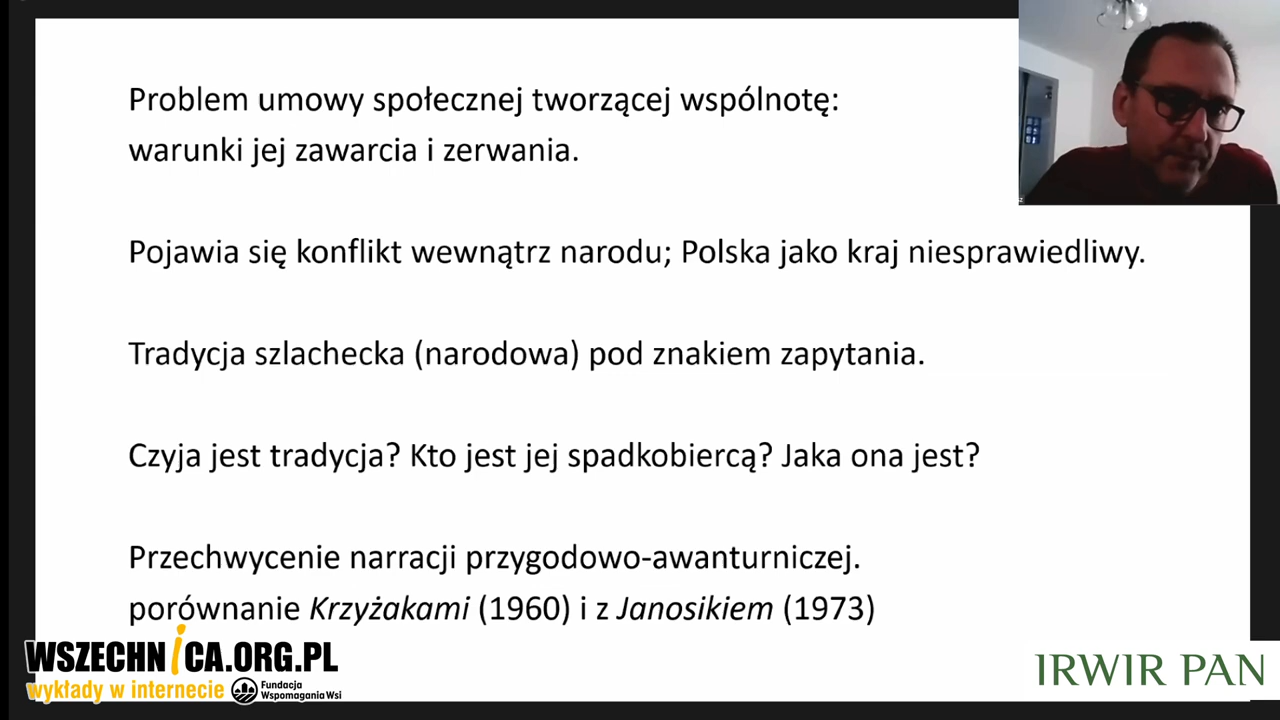 Problem umowy społecznej tworzącej wspólnotę:
warunki jej zawarcia i zerwania.
Pojawia się konflikt wewnątrz narodu; Polska jako kraj niesprawiedliwy.
Tradycja szlachecka (narodowa) pod znakiem zapytania.
Czyja jest tradycja? Kto jest jej spadkobiercą? Jaka ona jest?
Przechwycenie narracji przygodowo-awanturniczej.
porównanie Krzyżakami (1960) i z Janosikiem (1973)
WSZECHNICA.ORG.PL
wykłady w internecie
Fundacja
Wspomagania Wsi
IRWIR PAN